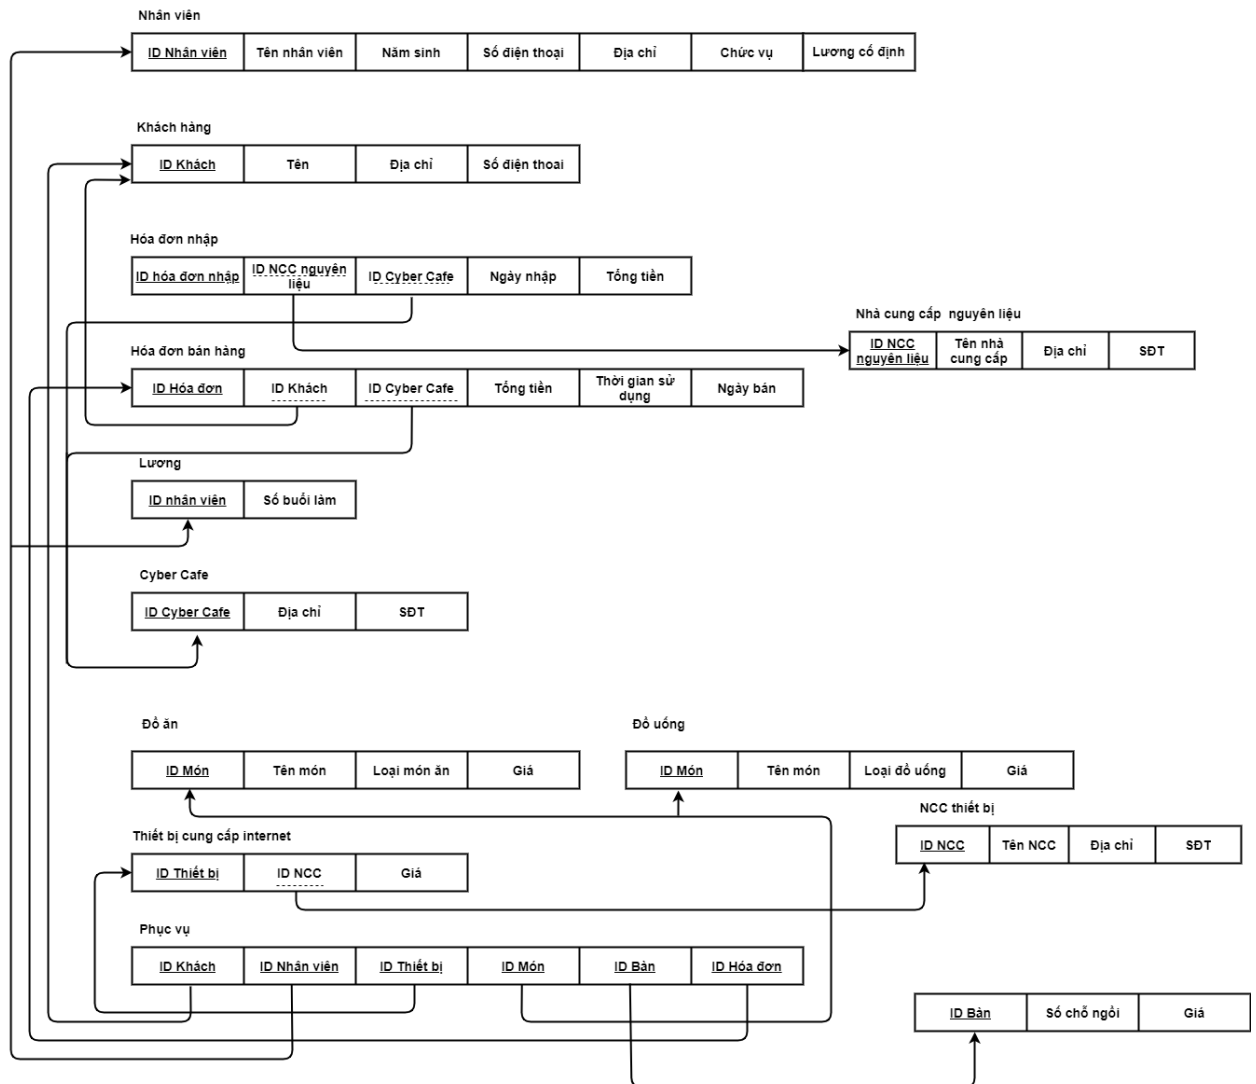 Nhân viên
ID Nhân viên Tên nhân viên Năm sinh Số điện thoại Địa chỉ Chức vụ Lương cố định
Khách hàng
ID Khách Tên Địa chỉ Số điện thoai
Hóa đơn nhập
ID hóa đơn nhập ID NCC nguyên liệu ID Cyber Cafe Ngày nhập Tổng tiền
Nhà cung cấp nguyên liệu
ID NCC nguyên liệu Tên nhà cung cấp Địa chỉ SĐT
Hóa đơn bán hàng
ID Hóa đơn ID Khách ID Cyber Cafe Tổng tiền Thời gian sử dụng Ngày bán
Lương
ID nhân viên Số buổi làm
Cyber Cafe
ID Cyber Cafe Địa chỉ SĐT
Đồ ăn
ID Món Tên món Loại món ăn Giá
Đồ uống
ID Món Tên món Loại đồ uống Giá
NCC thiết bị
ID NCC Tên NCC Địa chỉ SĐT
Thiết bị cung cấp internet
ID Thiết bị ID NCC Giá
Phục vụ
ID Khách ID Nhân viên ID Thiết bị ID Món ID Bàn ID Hóa đơn
ID Bàn Số chỗ ngồi Giá